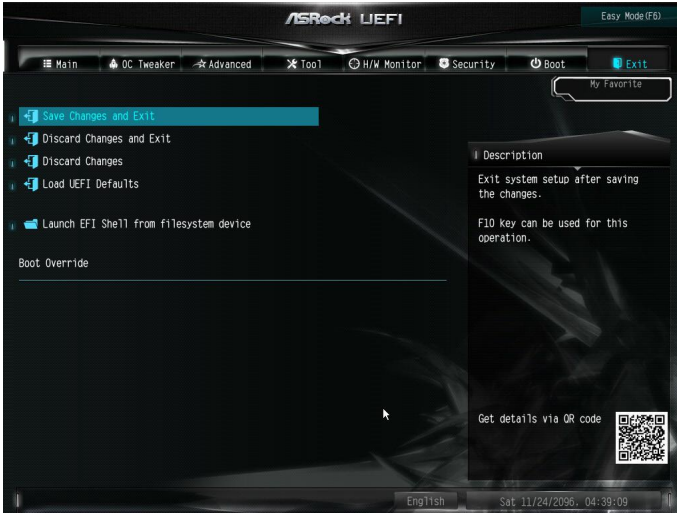 ASRock UEFI
Easy Mode(F6)
Main
OC Tweaker
Advanced
Tool
H/W Monitor
Security
Boot
Exit
My Favorite
Save Changes and Exit
Discard Changes and Exit
Discard Changes
Load UEFI Defaults
Launch EFI Shell from filesystem device
Boot Override
Description
Exit system setup after saving
the changes.
F10 key can be used for this
operation.
Get details via QR code
English
Sat 11/24/2096. 04:39:09